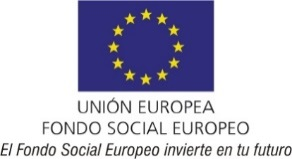 UNIÓN EUROPEA
FONDO SOCIAL EUROPEO
El Fondo Social Europeo invierte en tu futuro